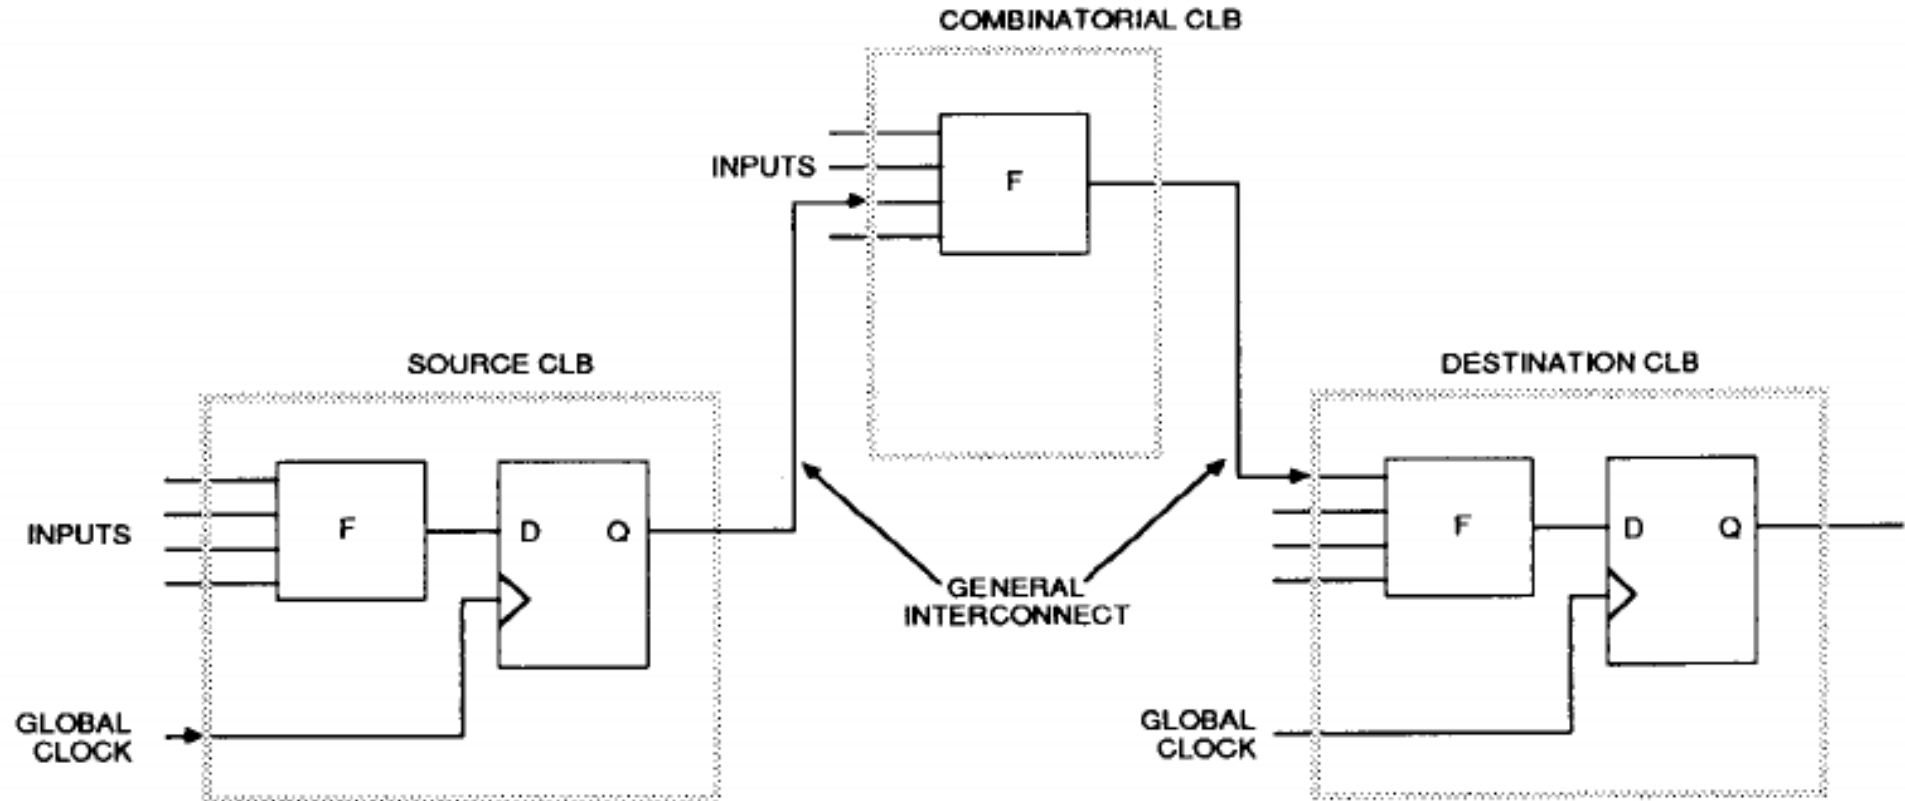 COMBINATORIAL CLB
INPUTS
F
SOURCE CLB
DESTINATION CLB
INPUTS
F
D
Q
F
D
Q
GENERAL
INTERCONNECT
GLOBAL
CLOCK
GLOBAL
CLOCK